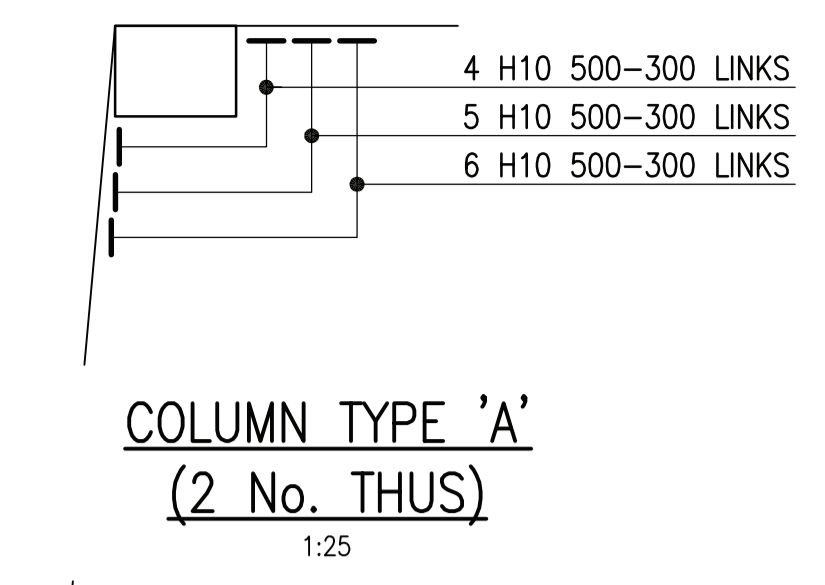 4 H10 500-300 LINKS
5 H10 500-300 LINKS
6 H10 500-300 LINKS
COLUMN TYPE 'A'
(2 No. THUS)
1:25